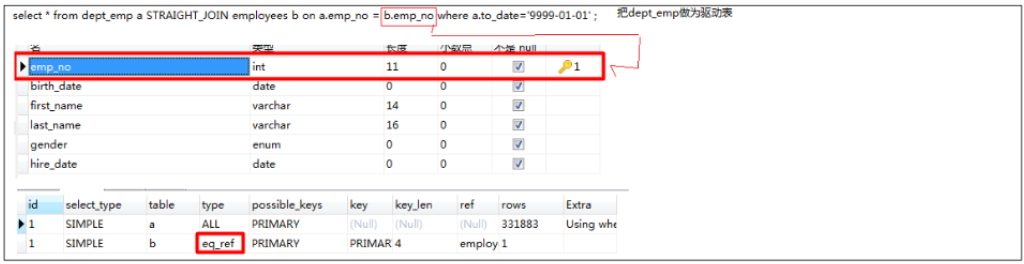 select * from dept_emp a STRAIGHT_JOIN employees b on a.emp_no = b.emp_no where a.to_date='9999-01-01' ; 把dept_emp做为驱动表
名 类型 长度 小数点 不是 null
emp_no int 11 0 1
birth_date date 0 0
first_name varchar 14 0
last_name varchar 16 0
gender enum 0 0
hire_date date 0 0
id select_type table type possible_keys key key_len ref rows Extra
1 SIMPLE a ALL PRIMARY (Null) (Null) (Null) 331883 Using whe
1 SIMPLE b eq_ref PRIMARY PRIMAR 4 employ 1